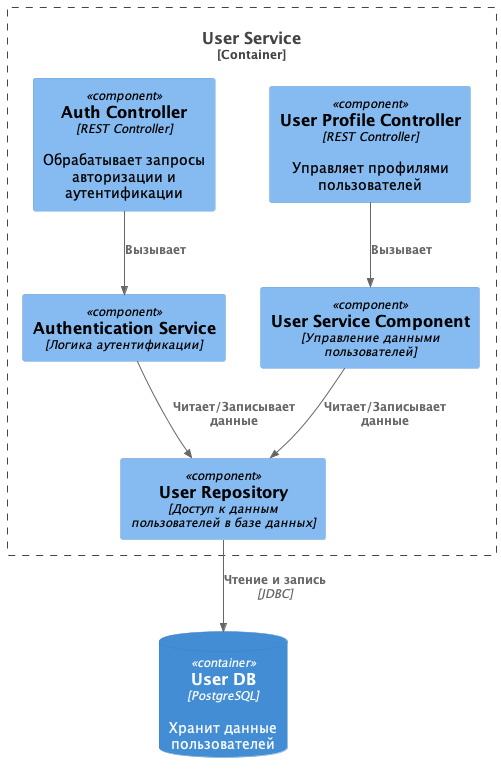 User Service
[Container]
«component»
Auth Controller
[REST Controller]
Обрабатывает запросы
авторизации и
аутентификации
«component»
User Profile Controller
[REST Controller]
Управляет профилями
пользователей
Вызывает
Вызывает
«component»
Authentication Service
[Логика аутентификации]
«component»
User Service Component
[Управление данными
пользователей]
Читает/Записывает
данные
Читает/Записывает
данные
«component»
User Repository
[Доступ к данным
пользователей в базе данных]
Чтение и запись
[JDBC]
«container»
User DB
[PostgreSQL]
Хранит данные
пользователей